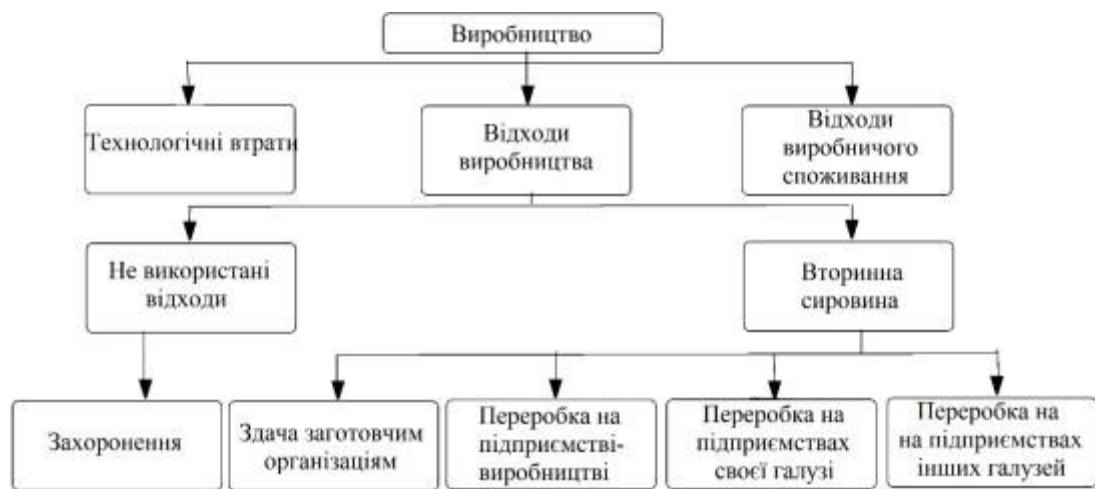 Виробництво
Технологічні втрати
Відходи
виробництва
Відходи
виробничого
споживання
Не використані
відходи
Вторинна
сировина
Захоронення
Здача заготовчим
організаціям
Переробка на
підприємстві-
виробництві
Переробка на
підприємствах
своєї галузі
Переробка на
на підприємствах
інших галузей